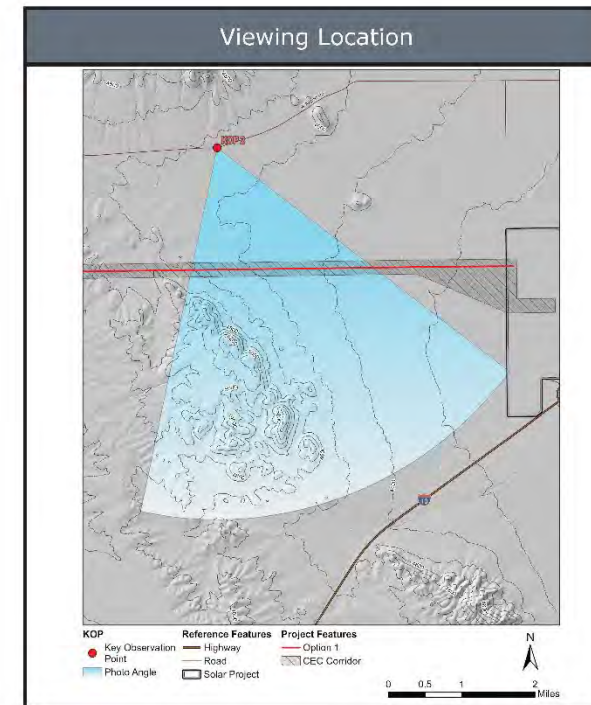 Viewing Location
KOP2
KOP
Reference Features
Project Features
Key Observation
Point
Photo Angle
Highway
Road
Solar Project
Option 1
CEC Corridor
N
0 0.5 1 2
Miles